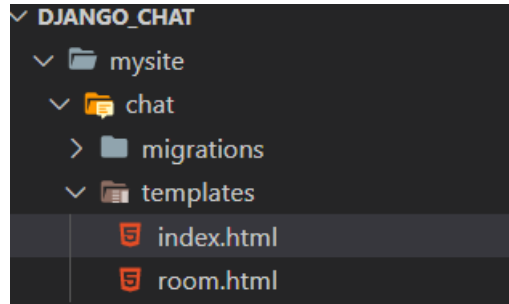 DJANGO_CHAT
mysite
chat
migrations
templates
index.html
room.html